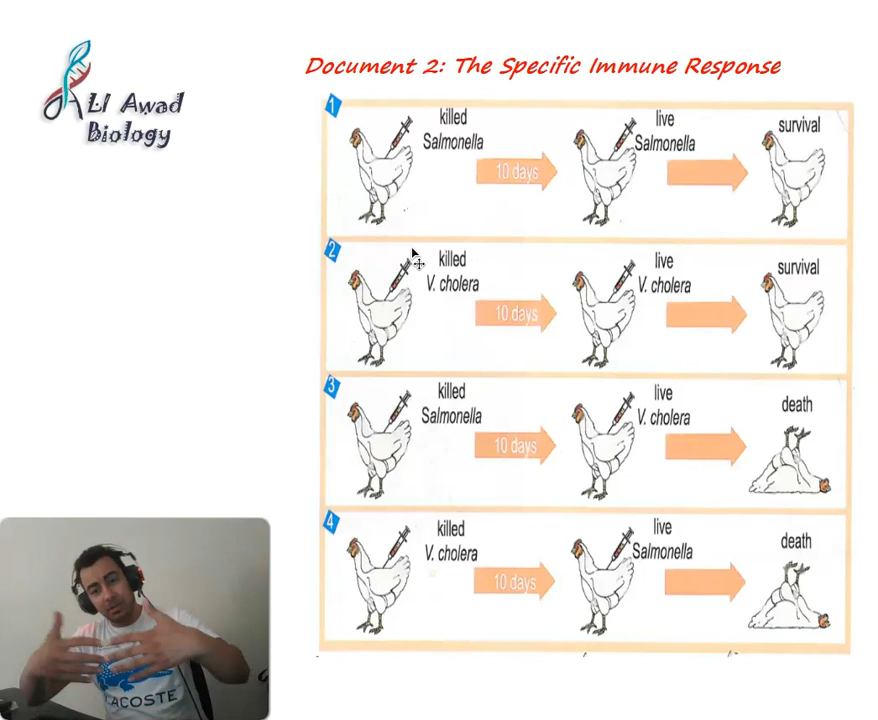 ALI Awad
Biology
Document 2: The Specific Immune Response
1
killed
Salmonella
10 days
live
Salmonella
survival
2
killed
V. cholera
10 days
live
V. cholera
survival
3
killed
Salmonella
10 days
live
V. cholera
death
4
killed
V. cholera
10 days
live
Salmonella
death
LACOSTE